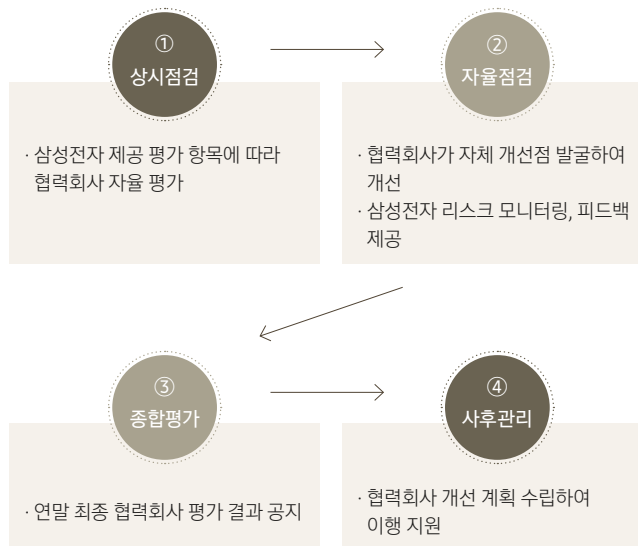 ①
상시점검
· 삼성전자 제공 평가 항목에 따라
협력회사 자율 평가
②
자율점검
· 협력회사가 자체 개선점 발굴하여
개선
· 삼성전자 리스크 모니터링, 피드백
제공
③
종합평가
· 연말 최종 협력회사 평가 결과 공지
④
사후관리
· 협력회사 개선 계획 수립하여
이행 지원